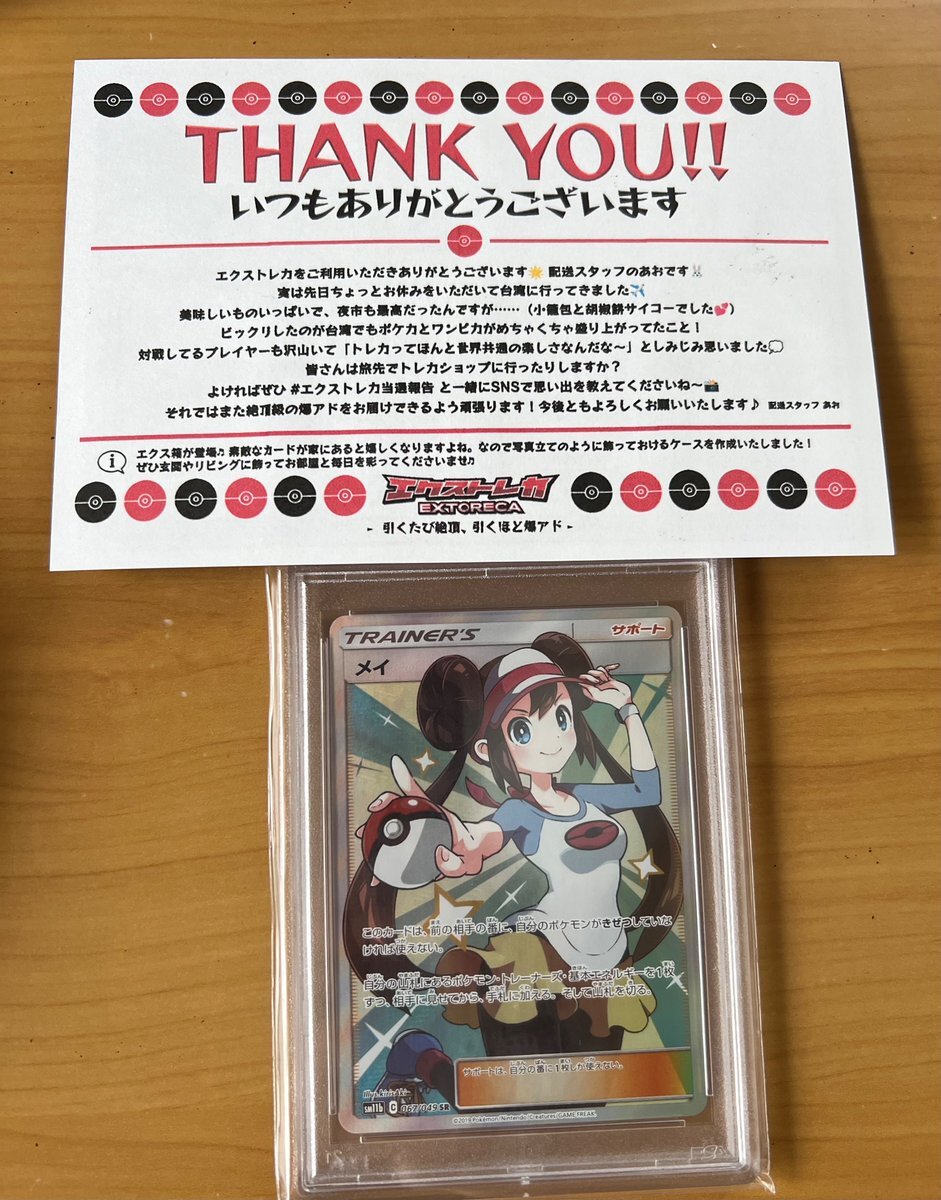 THANK YOU!!
いつもありがとうございます
エクストレカをご利用いただきありがとうございます🌟 配送スタッフのあおです🐰
実は先日ちょっとお休みをいただいて台湾に行ってきました✈️
美味しいものいっぱいで、夜市も最高だったんですが……（小籠包と胡椒餅サイコーでした💕）
ビックリしたのが台湾でもポケカとワンピカがめちゃくちゃ盛り上がってたこと！
対戦してるプレイヤーも沢山いて「トレカってほんと世界共通の楽しさなんだな～」としみじみ思いました💭
皆さんは旅先でトレカショップに行ったりしますか？
よければぜひ #エクストレカ当選報告 と一緒にSNSで思い出を教えてくださいね～📸
それではまた絶頂級の爆アドをお届けできるよう頑張ります！今後ともよろしくお願いいたします♪ 配送スタッフ あお
エクス箱が登場♬ 素敵なカードが家にあると嬉しくなりますよね。なので写真立てのように飾っておけるケースを作成いたしました！
ぜひ玄関やリビングに飾ってお部屋と毎日を彩ってくださいませ♬
エクストレカ
EXTORECA
- 引くたび絶頂、引くほど爆アド -
TRAINER'S サポート
メイ
このカードは、前の相手の番に、自分のポケモンがきぜつしていな
ければ使えない。
自分の山札にあるポケモン・トレーナーズ・基本エネルギーを1枚
ずつ、相手に見せてから、手札に加える。そして山札を切る。
サポートは、自分の番に1枚しか使えない。
Illus. kirisAki
sm11b C 067/049 SR
©2019 Pokémon/Nintendo/Creatures/GAME FREAK.